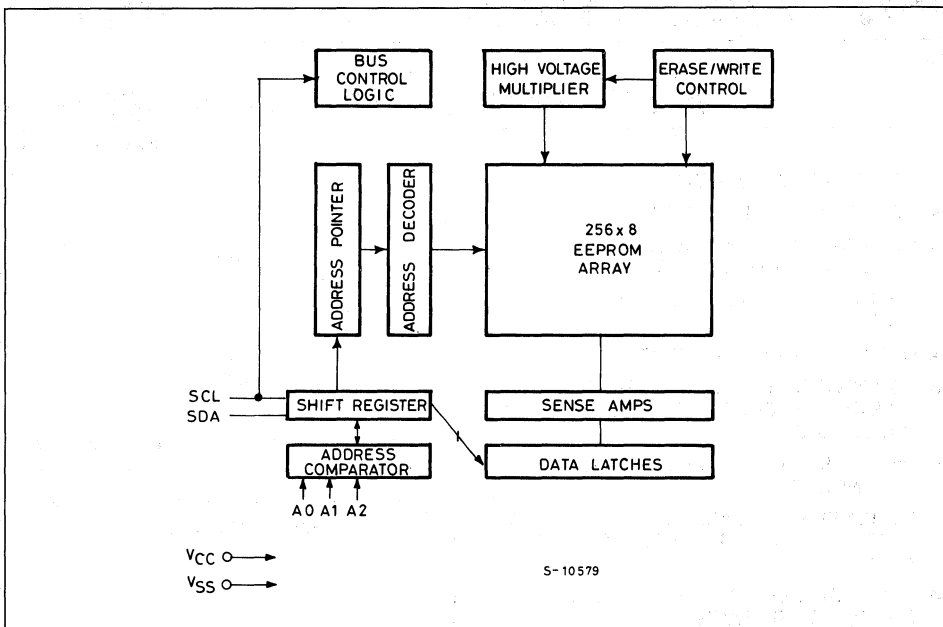 BUS
CONTROL
LOGIC
HIGH VOLTAGE
MULTIPLIER
ERASE/WRITE
CONTROL
ADDRESS POINTER
ADDRESS DECODER
256 x 8
EEPROM
ARRAY
SCL
SDA
SHIFT REGISTER
SENSE AMPS
ADDRESS
COMPARATOR
DATA LATCHES
A0 A1 A2
VCC
VSS
S-10579